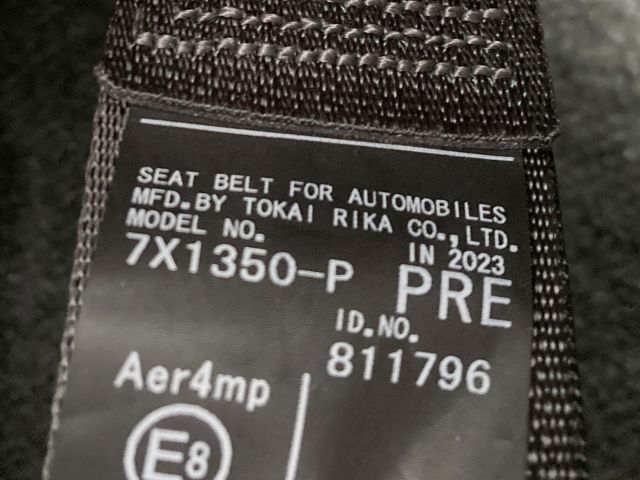 SEAT BELT FOR AUTOMOBILES
MFD.BY TOKAI RIKA CO.,LTD.
MODEL NO. IN 2023
7X1350-P PRE
ID.NO.
811796
Aer4mp
E8